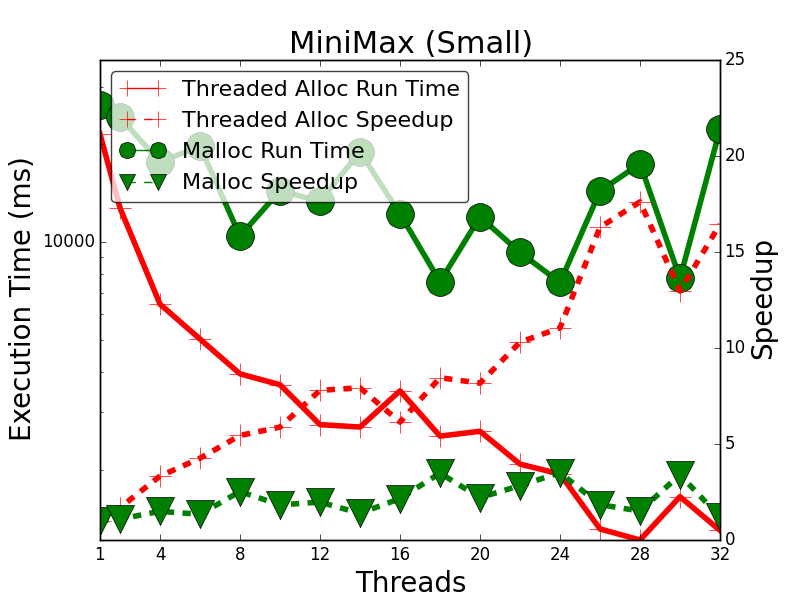 MiniMax (Small)
Threaded Alloc Run Time
Threaded Alloc Speedup
Malloc Run Time
Malloc Speedup
Execution Time (ms)
10000
Speedup
25
20
15
10
5
0
1 4 8 12 16 20 24 28 32
Threads